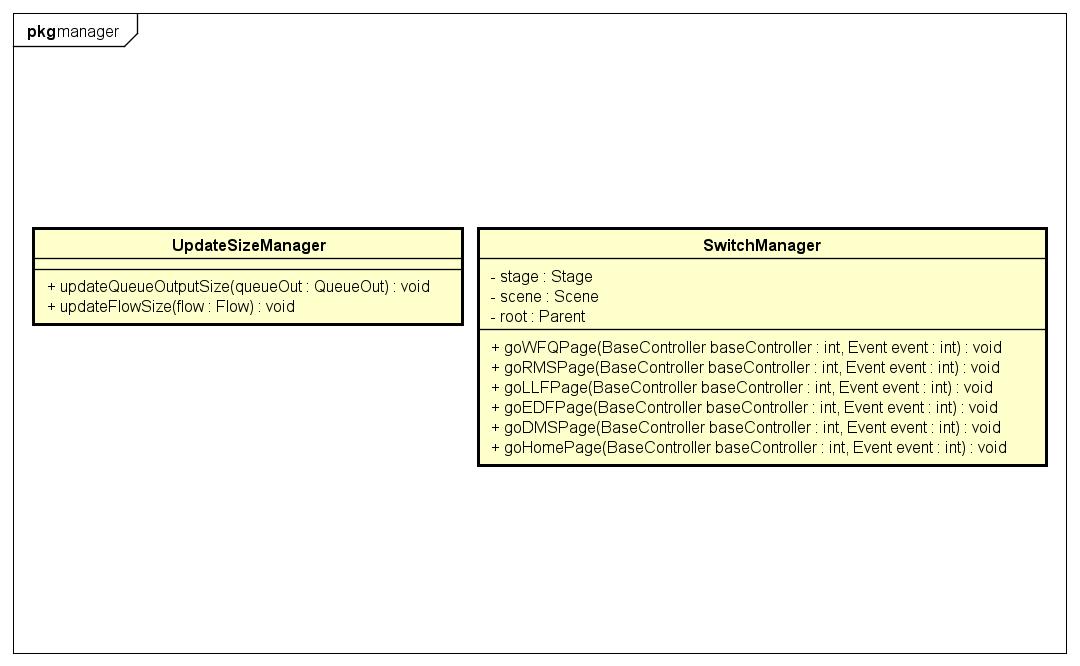 pkg manager
UpdateSizeManager
+ updateQueueOutputSize(queueOut : QueueOut) : void
+ updateFlowSize(flow : Flow) : void
SwitchManager
- stage : Stage
- scene : Scene
- root : Parent
+ goWFQPage(BaseController baseController : int, Event event : int) : void
+ goRMSPage(BaseController baseController : int, Event event : int) : void
+ goLLFPage(BaseController baseController : int, Event event : int) : void
+ goEDFPage(BaseController baseController : int, Event event : int) : void
+ goDMSPage(BaseController baseController : int, Event event : int) : void
+ goHomePage(BaseController baseController : int, Event event : int) : void